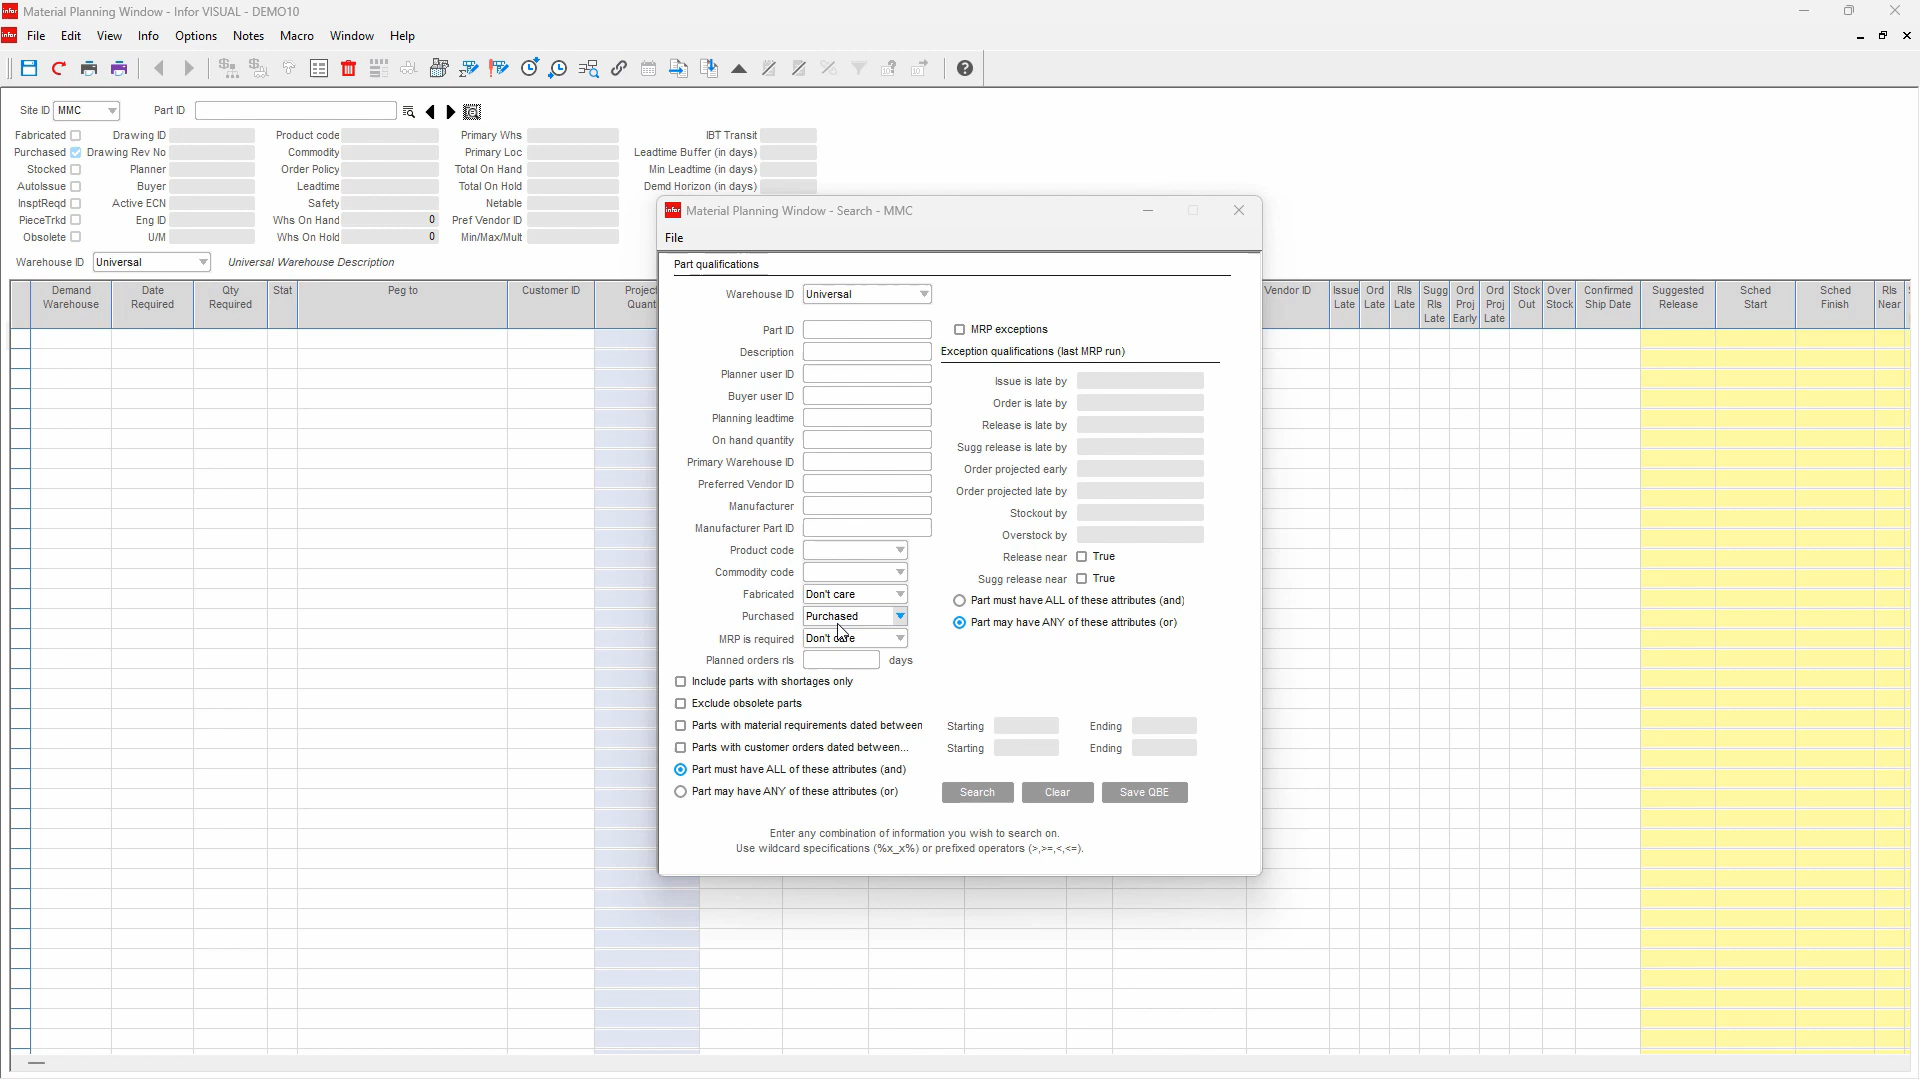 infor Material Planning Window - Infor VISUAL - DEMO10
infor File Edit View Info Options Notes Macro Window Help
Site ID MMC Part ID
Fabricated Drawing ID Product code Primary Whs IBT Transit
Purchased Drawing Rev No Commodity Primary Loc Leadtime Buffer (in days)
Stocked Planner Order Policy Total On Hand Min Leadtime (in days)
AutoIssue Buyer Leadtime Total On Hold Demd Horizon (in days)
InsptReqd Active ECN Safety Netable
PieceTrkd Eng ID Whs On Hand 0 Pref Vendor ID
Obsolete U/M Whs On Hold 0 Min/Max/Mult
Warehouse ID Universal Universal Warehouse Description
Demand Warehouse
Date Required
Qty Required
Stat
Peg to
Customer ID
Project
Quant
Vendor ID
Issue Late
Ord Late
Rls Late
Sugg Rls Late
Ord Proj Early
Ord Proj Late
Stock Out
Over Stock
Confirmed Ship Date
Suggested Release
Sched Start
Sched Finish
Rls Near
infor Material Planning Window - Search - MMC
File
Part qualifications
Warehouse ID Universal
Part ID
Description
Planner user ID
Buyer user ID
Planning leadtime
On hand quantity
Primary Warehouse ID
Preferred Vendor ID
Manufacturer
Manufacturer Part ID
Product code
Commodity code
Fabricated Don't care
Purchased Purchased
MRP is required Don't care
Planned orders rls days
Include parts with shortages only
Exclude obsolete parts
Parts with material requirements dated between Starting Ending
Parts with customer orders dated between... Starting Ending
Part must have ALL of these attributes (and)
Part may have ANY of these attributes (or)
MRP exceptions
Exception qualifications (last MRP run)
Issue is late by
Order is late by
Release is late by
Sugg release is late by
Order projected early
Order projected late by
Stockout by
Overstock by
Release near True
Sugg release near True
Part must have ALL of these attributes (and)
Part may have ANY of these attributes (or)
Search Clear Save QBE
Enter any combination of information you wish to search on.
Use wildcard specifications (%x_x%) or prefixed operators (>,>=,<,<=).